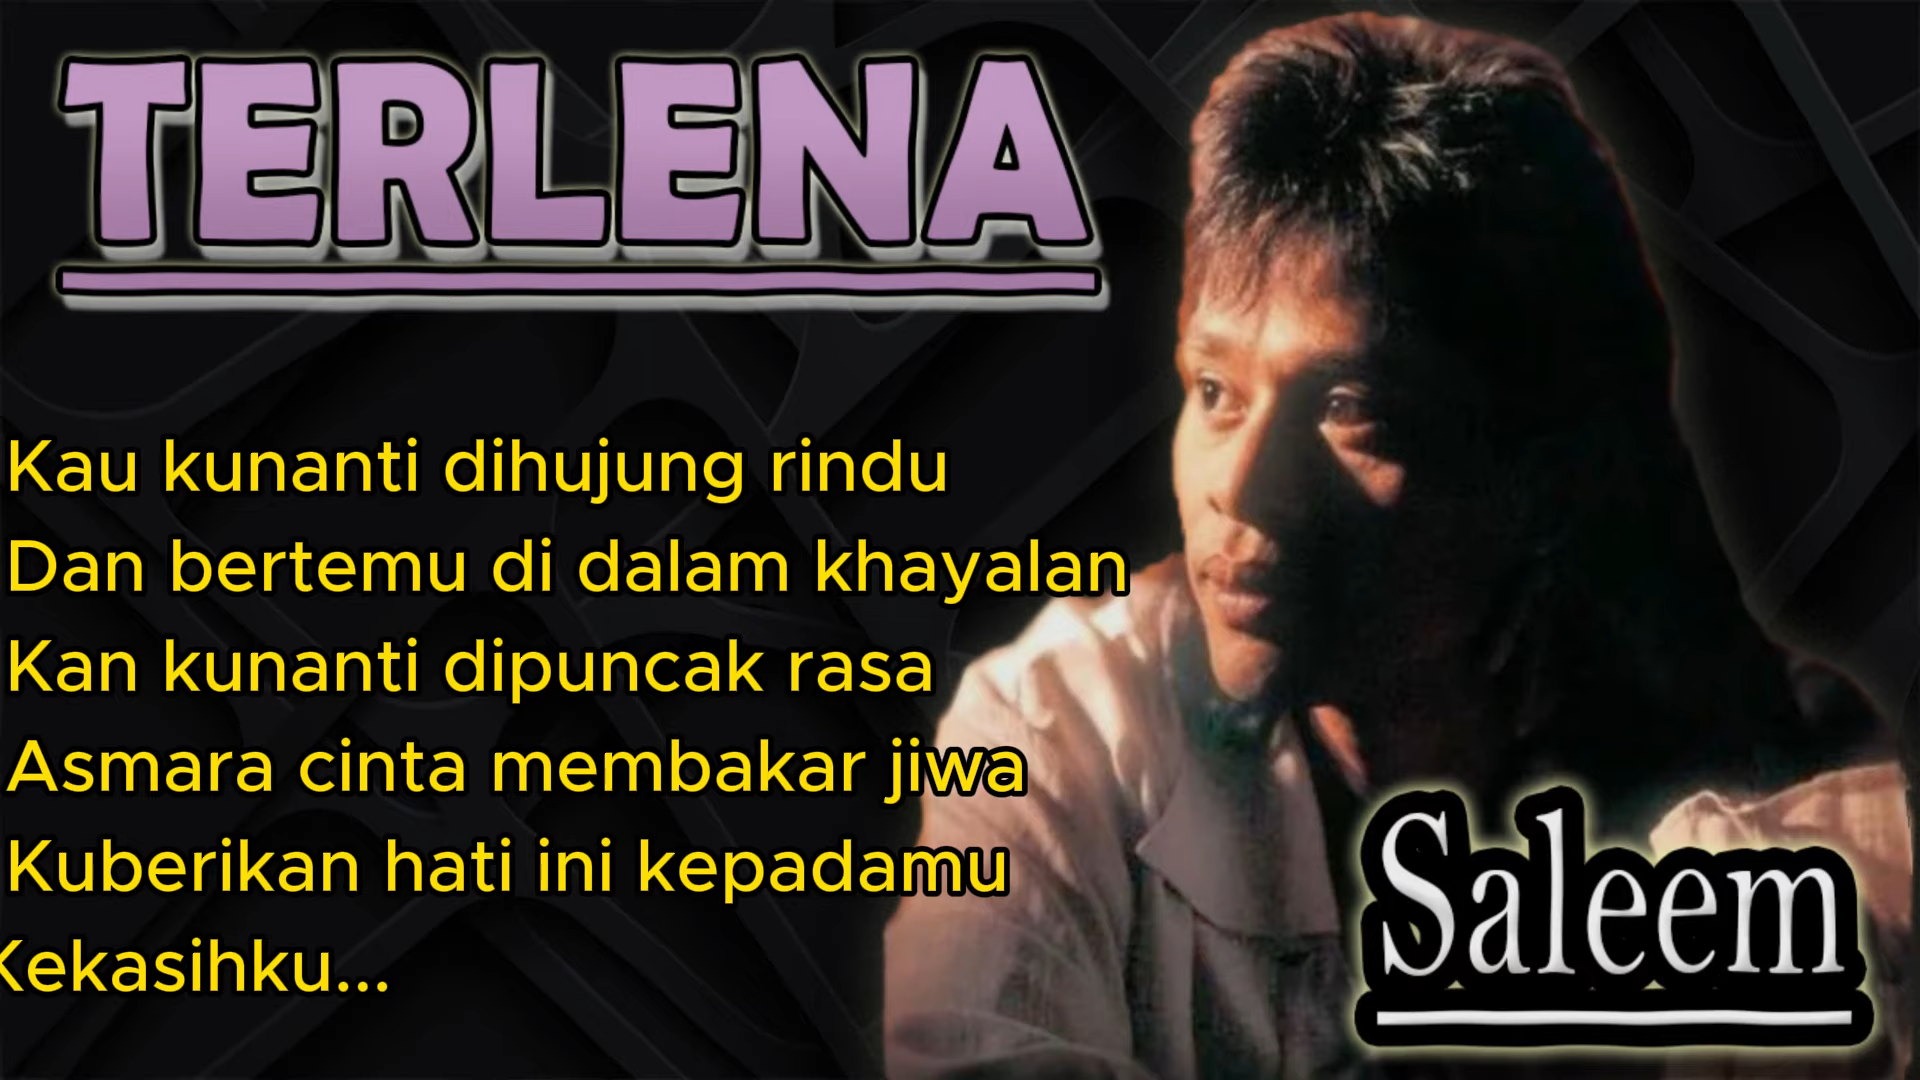 TERLENA
Kau kunanti dihujung rindu
Dan bertemu di dalam khayalan
Kan kunanti dipuncak rasa
Asmara cinta membakar jiwa
Kuberikan hati ini kepadamu
Kekasihku...
Saleem